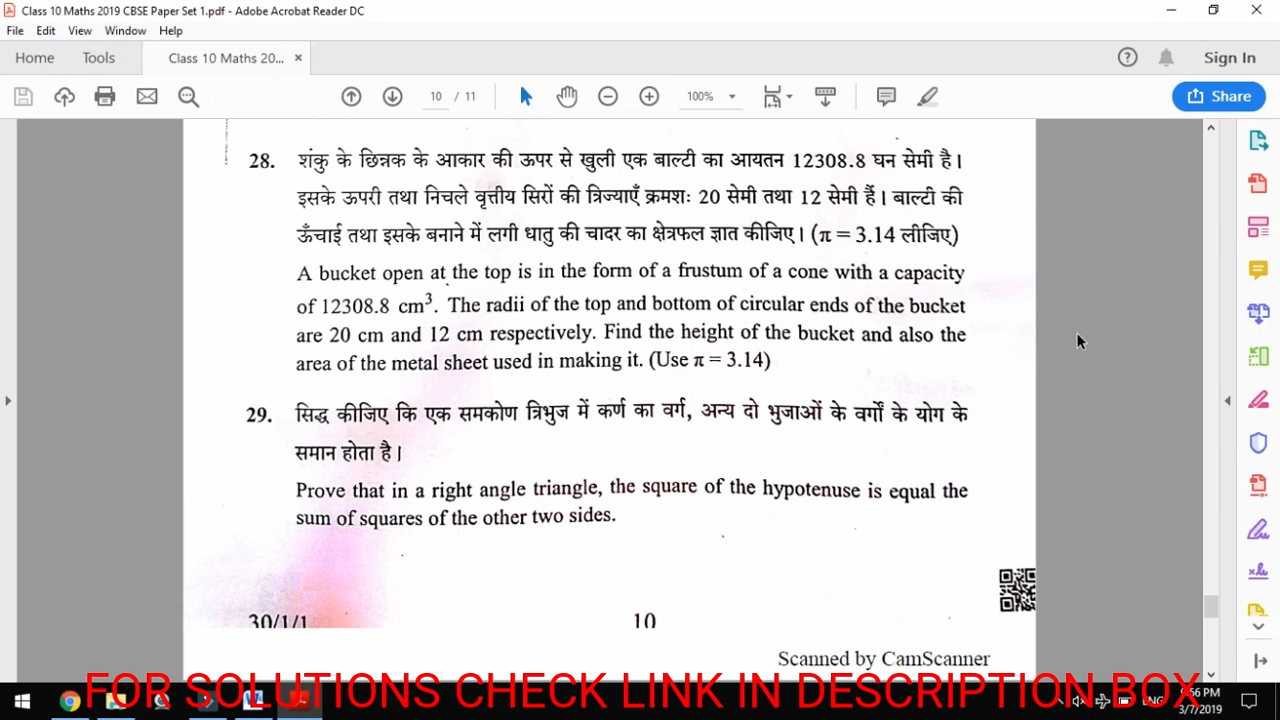 Class 10 Maths 2019 CBSE Paper Set 1.pdf - Adobe Acrobat Reader DC
File Edit View Window Help
Home Tools Class 10 Maths 20... × Sign In
10 / 11 100% Share
28. शंकु के छिन्नक के आकार की ऊपर से खुली एक बाल्टी का आयतन 12308.8 घन सेमी है।
इसके ऊपरी तथा निचले वृत्तीय सिरों की त्रिज्याएँ क्रमशः 20 सेमी तथा 12 सेमी हैं। बाल्टी की
ऊँचाई तथा इसके बनाने में लगी धातु की चादर का क्षेत्रफल ज्ञात कीजिए। (π = 3.14 लीजिए)
A bucket open at the top is in the form of a frustum of a cone with a capacity
of 12308.8 cm³. The radii of the top and bottom of circular ends of the bucket
are 20 cm and 12 cm respectively. Find the height of the bucket and also the
area of the metal sheet used in making it. (Use π = 3.14)
29. सिद्ध कीजिए कि एक समकोण त्रिभुज में कर्ण का वर्ग, अन्य दो भुजाओं के वर्गों के योग के
समान होता है।
Prove that in a right angle triangle, the square of the hypotenuse is equal the
sum of squares of the other two sides.
30/1/1 10
Scanned by CamScanner
FOR SOLUTIONS CHECK LINK IN DESCRIPTION BOX
ENG
3/7/2019